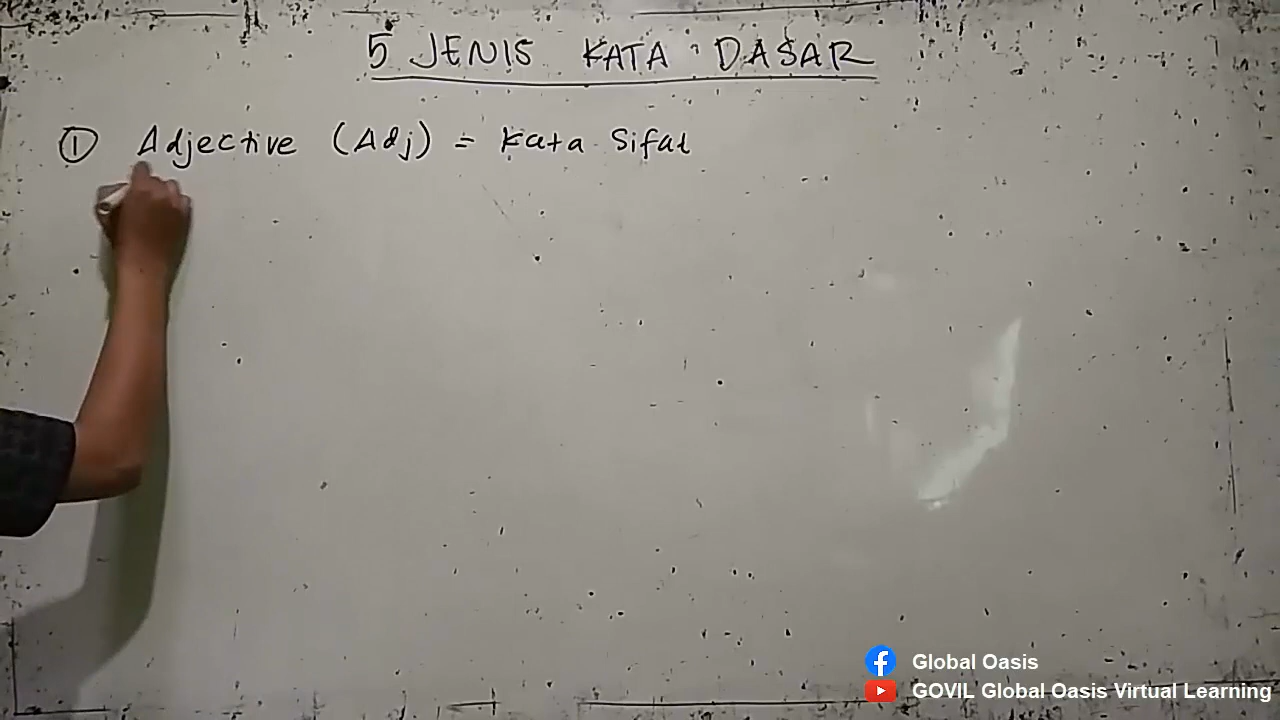 5 JENIS KATA DASAR
① Adjective (Adj) = Kata Sifat
Global Oasis
GOVIL Global Oasis Virtual Learning